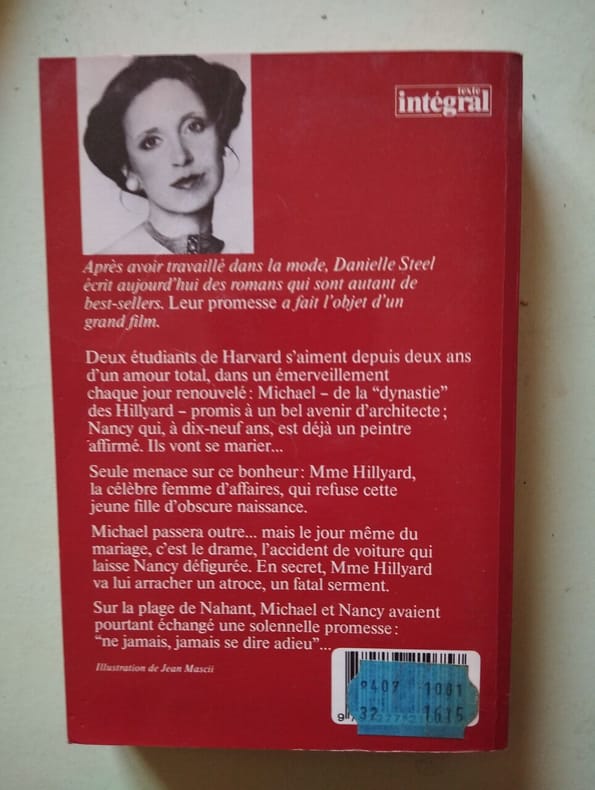 texte
intégral
Après avoir travaillé dans la mode, Danielle Steel
écrit aujourd'hui des romans qui sont autant de
best-sellers. Leur promesse a fait l'objet d'un
grand film.
Deux étudiants de Harvard s'aiment depuis deux ans
d'un amour total, dans un émerveillement
chaque jour renouvelé : Michael – de la “dynastie”
des Hillyard – promis à un bel avenir d'architecte ;
Nancy qui, à dix-neuf ans, est déjà un peintre
affirmé. Ils vont se marier...
Seule menace sur ce bonheur : Mme Hillyard,
la célèbre femme d'affaires, qui refuse cette
jeune fille d'obscure naissance.
Michael passera outre... mais le jour même du
mariage, c'est le drame, l'accident de voiture qui
laisse Nancy défigurée. En secret, Mme Hillyard
va lui arracher un atroce, un fatal serment.
Sur la plage de Nahant, Michael et Nancy avaient
pourtant échangé une solennelle promesse :
“ne jamais, jamais se dire adieu”...
Illustration de Jean Mascii
1001
32 1615